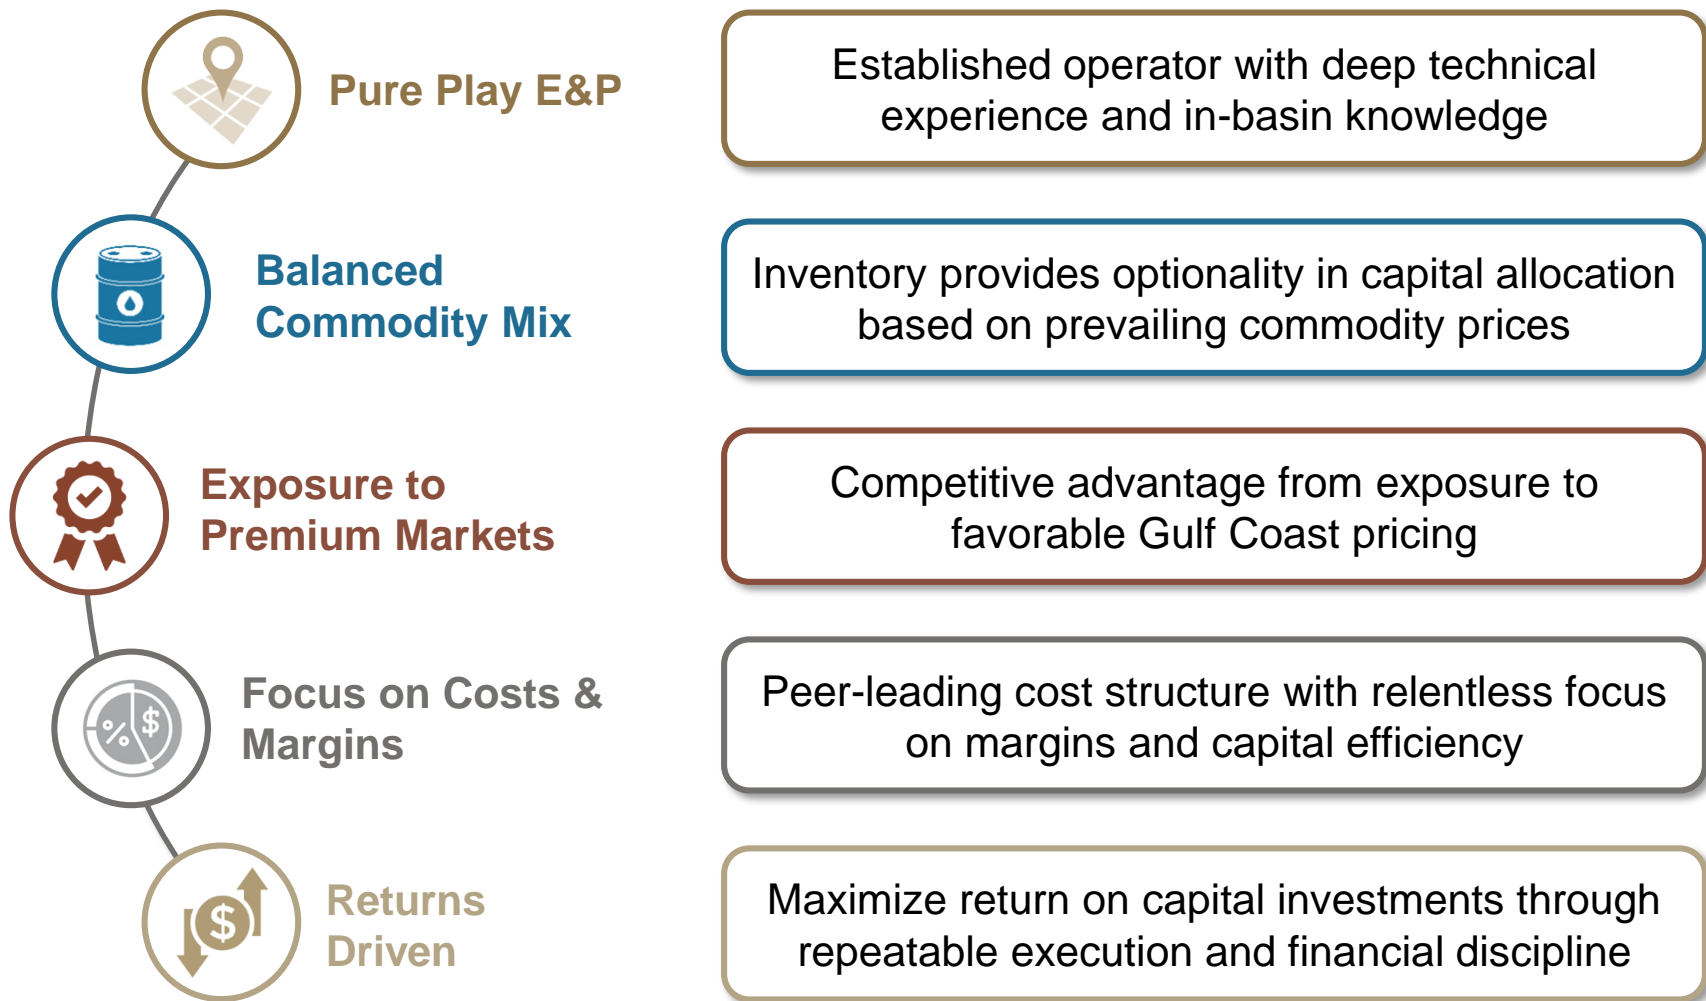 Pure Play E&P
Established operator with deep technical
experience and in-basin knowledge
Balanced
Commodity Mix
Inventory provides optionality in capital allocation
based on prevailing commodity prices
Exposure to
Premium Markets
Competitive advantage from exposure to
favorable Gulf Coast pricing
%
$
Focus on Costs &
Margins
Peer-leading cost structure with relentless focus
on margins and capital efficiency
$
Returns
Driven
Maximize return on capital investments through
repeatable execution and financial discipline